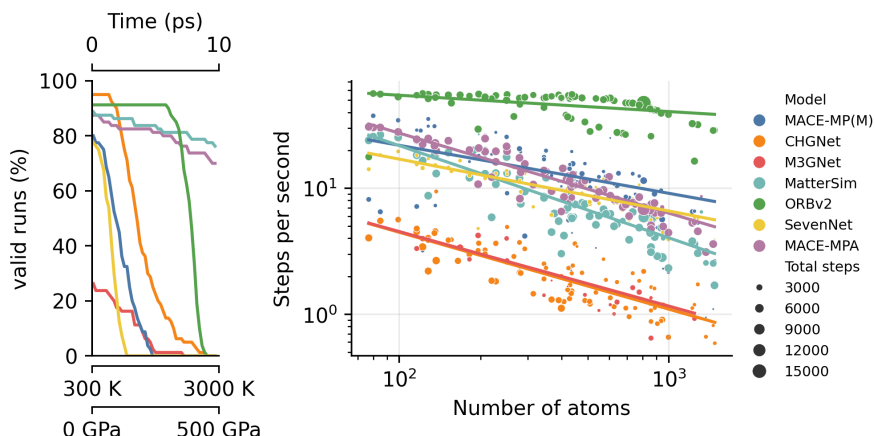 Time (ps)
0 10
100
80
60
40
20
0
valid runs (%)
300 K 3000 K
0 GPa 500 GPa
Steps per second
10¹
10⁰
10² 10³
Number of atoms
Model
MACE-MP(M)
CHGNet
M3GNet
MatterSim
ORBv2
SevenNet
MACE-MPA
Total steps
3000
6000
9000
12000
15000